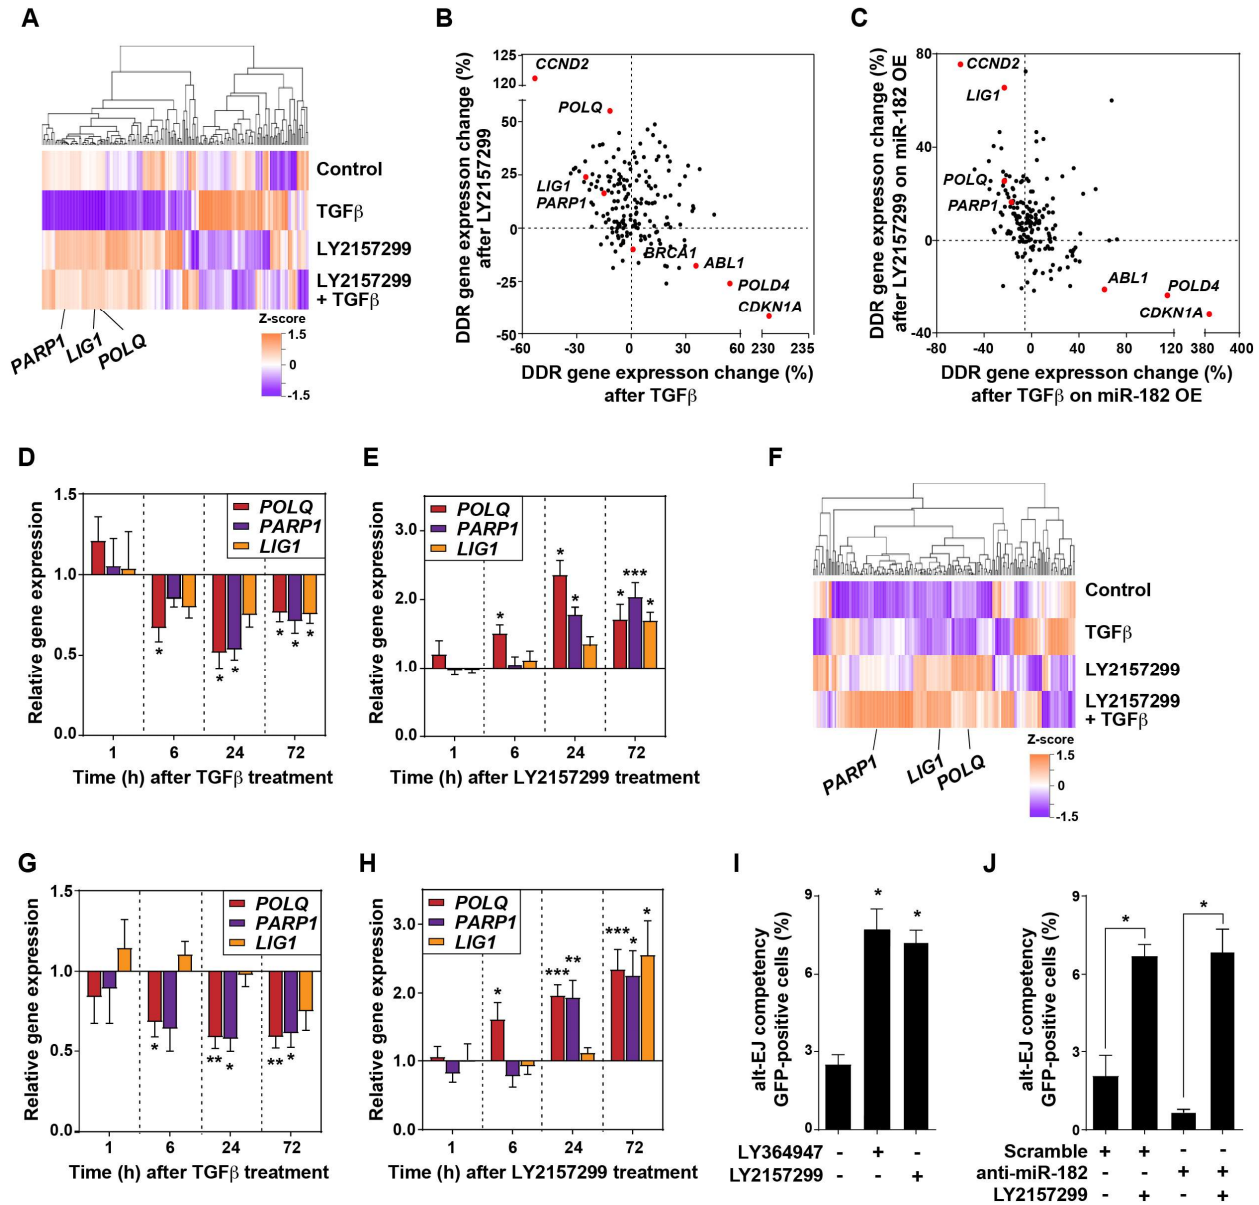 A
Control
TGFβ
LY2157299
LY2157299
+ TGFβ
PARP1
LIG1
POLQ
Z-score
1.5
0
-1.5
B
DDR gene expresson change (%)
after LY2157299
125
120
50
25
0
-25
-50
CCND2
POLQ
LIG1
PARP1
BRCA1
ABL1
POLD4
CDKN1A
-60
-30
0
30
60
230
235
DDR gene expresson change (%)
after TGFβ
C
DDR gene expresson change (%)
after LY2157299 on miR-182 OE
80
40
0
-40
CCND2
LIG1
POLQ
PARP1
ABL1
POLD4
CDKN1A
-80
-40
0
40
80
120
380
400
DDR gene expresson change (%)
after TGFβ on miR-182 OE
D
Relative gene expression
1.5
1.0
0.5
0.0
POLQ
PARP1
LIG1
*
*
*
*
*
*
1
6
24
72
Time (h) after TGFβ treatment
E
Relative gene expression
3.0
2.0
1.0
0.0
POLQ
PARP1
LIG1
*
*
*
*
***
*
1
6
24
72
Time (h) after LY2157299 treatment
F
Control
TGFβ
LY2157299
LY2157299
+ TGFβ
PARP1
LIG1
POLQ
Z-score
1.5
0
-1.5
G
Relative gene expression
1.5
1.0
0.5
0.0
POLQ
PARP1
LIG1
*
**
*
**
*
1
6
24
72
Time (h) after TGFβ treatment
H
Relative gene expression
3.0
2.0
1.0
0.0
POLQ
PARP1
LIG1
*
***
**
***
*
*
1
6
24
72
Time (h) after LY2157299 treatment
I
alt-EJ competency
GFP-positive cells (%)
9
6
3
0
*
*
LY364947 - + -
LY2157299 - - +
J
alt-EJ competency
GFP-positive cells (%)
9
6
3
0
*
*
Scramble + + - -
anti-miR-182 - - + +
LY2157299 - + - +